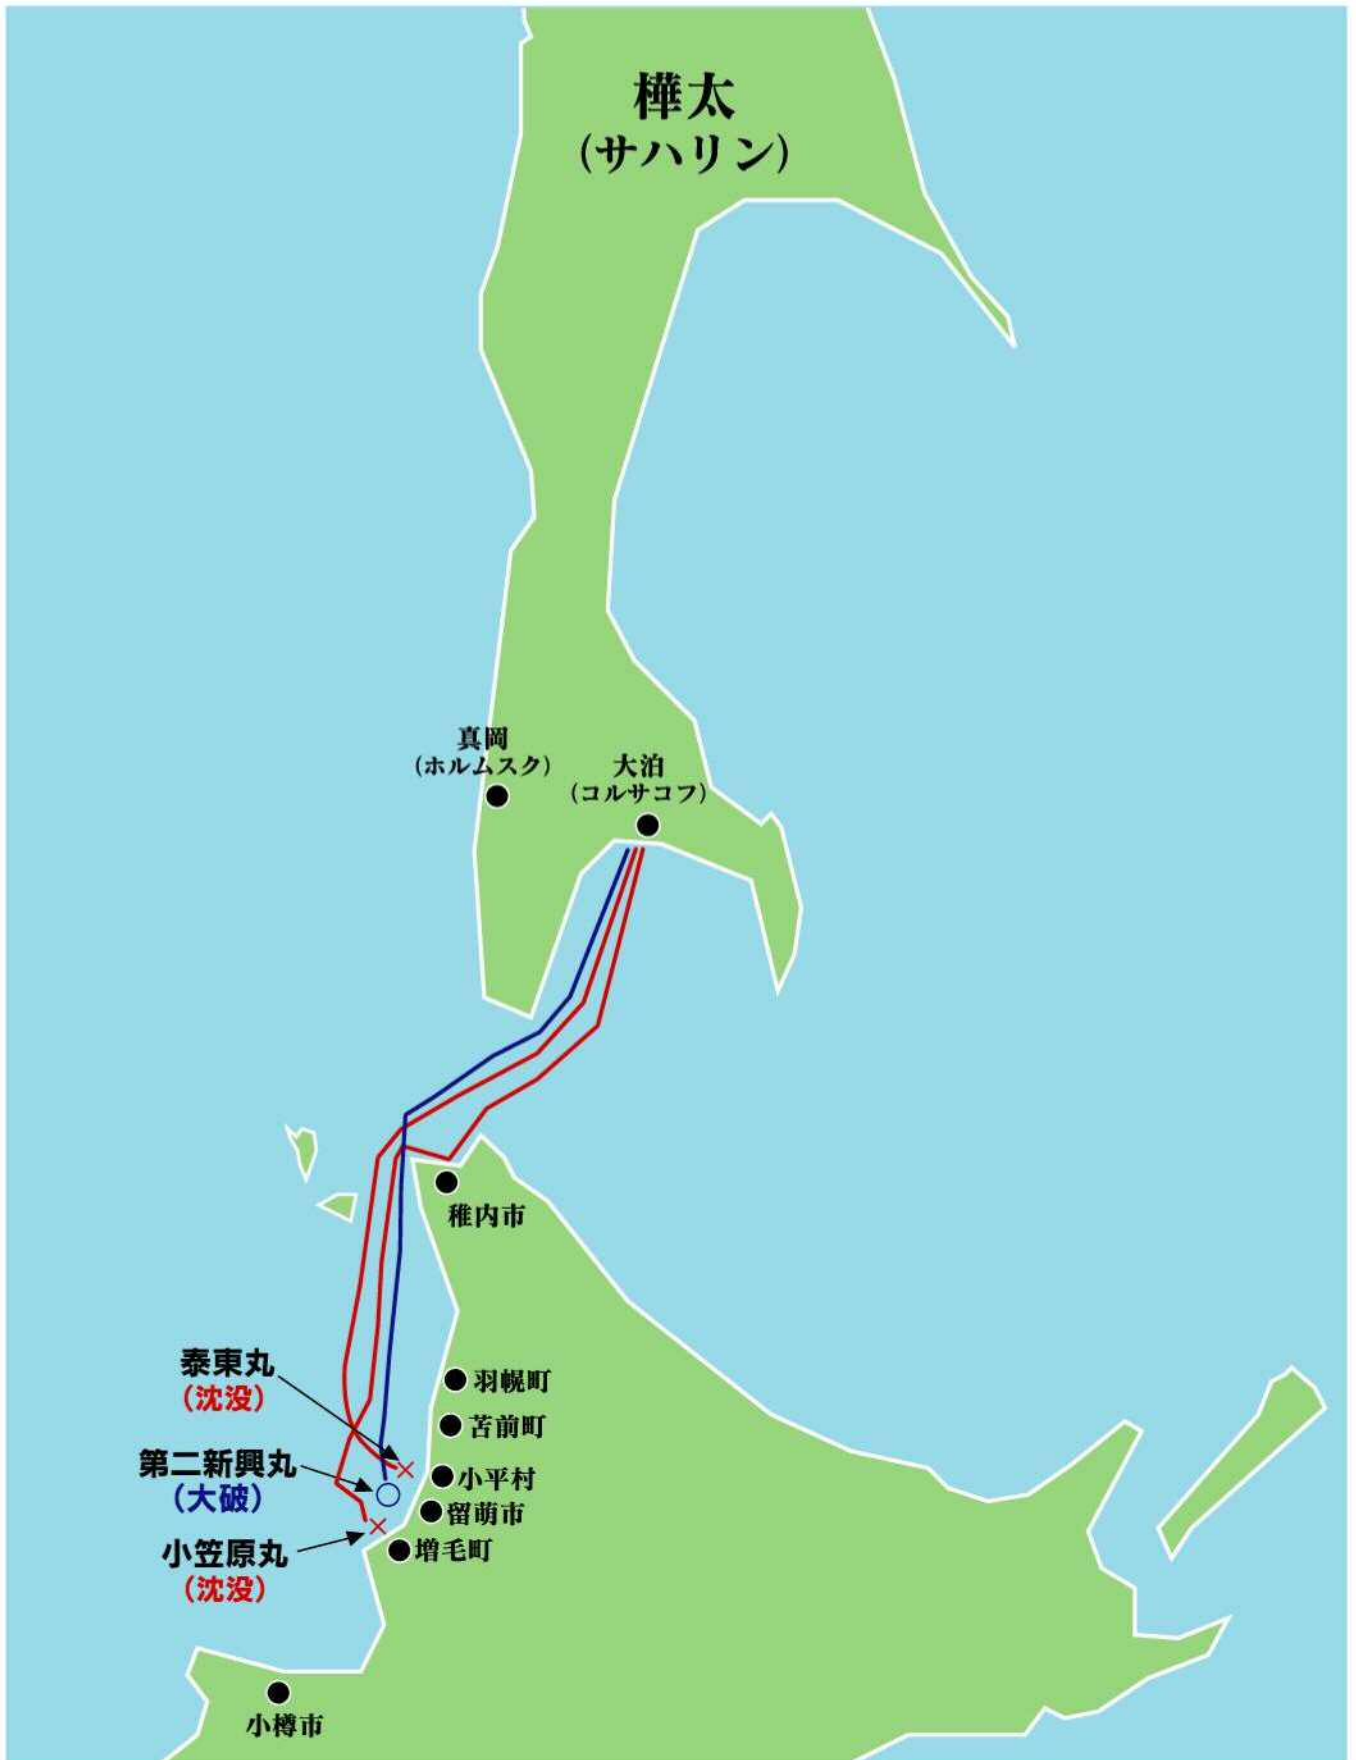 樺太
(サハリン)
真岡
(ホルムスク)
大泊
(コルサコフ)
稚内市
泰東丸
(沈没)
羽幌町
苫前町
第二新興丸
(大破)
小平村
留萌市
小笠原丸
(沈没)
増毛町
小樽市